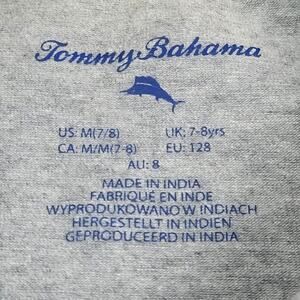 Tommy Bahama
US: M(7/8) UK: 7-8yrs
CA: M/M(7-8) EU: 128
AU: 8
MADE IN INDIA
FABRIQUÉ EN INDE
WYPRODUKOWANO W INDIACH
HERGESTELLT IN INDIEN
GEPRODUCEERD IN INDIA